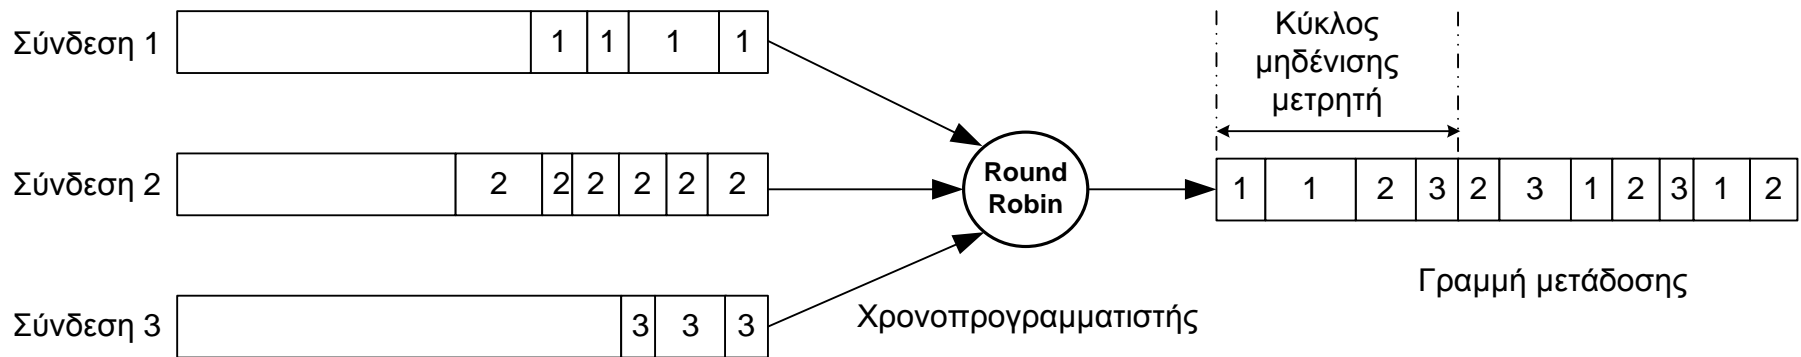 Σύνδεση 1
1 1 1 1
Σύνδεση 2
2 2 2 2 2 2
Σύνδεση 3
3 3 3
Round
Robin
Χρονοπρογραμματιστής
Κύκλος
μηδένισης
μετρητή
1 1 2 3 2 3 1 2 3 1 2
Γραμμή μετάδοσης